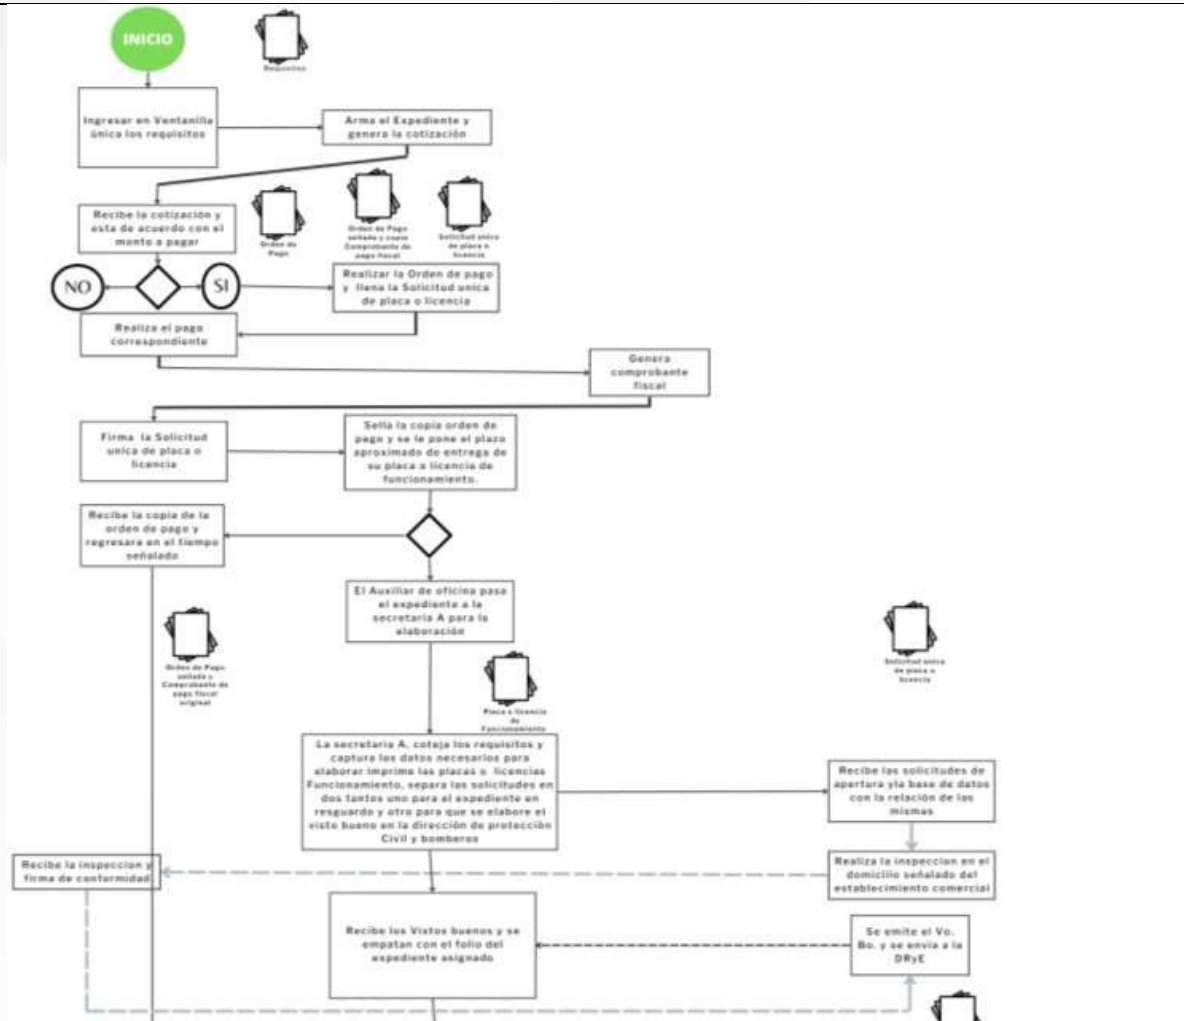 INICIO
Requisitos
Ingresar en Ventanilla
única los requisitos
Arma el Expediente y
genera la cotización
Recibe la cotización y
esta de acuerdo con el
monto a pagar
Orden de
Pago
Orden de Pago
sellada y copia
Comprobante de
pago fiscal
Solicitud unica
de placa o
licencia
NO
SI
Realizar la Orden de pago
y llena la Solicitud unica
de placa o licencia
Realiza el pago
correspondiente
Genera
comprobante
fiscal
Firma la Solicitud
unica de placa o
licencia
Sella la copia orden de
pago y se le pone el plazo
aproximado de entrega de
su placa o licencia de
funcionamiento.
Recibe la copia de la
orden de pago y
regresara en el tiempo
señalado
El Auxiliar de oficina pasa
el expediente a la
secretaria A para la
elaboración
Orden de Pago
sellada y
Comprobante de
pago fiscal
original
Solicitud unica
de placa o
licencia
Placa o licencia
de
Funcionamiento
La secretaria A, coteja los requisitos y
captura los datos necesarios para
elaborar imprime las placas o licencias
Funcionamiento, separa las solicitudes en
dos tantos uno para el expediente en
resguardo y otro para que se elabore el
visto bueno en la dirección de protección
Civil y bomberos
Recibe las solicitudes de
apertura yla base de datos
con la relación de las
mismas
Recibe la inspeccion y
firma de conformidad
Realiza la inspeccion en el
domicilio señalado del
establecimiento comercial
Recibe los Vistos buenos y se
empatan con el folio del
expediente asignado
Se emite el Vo.
Bo. y se envia a la
DRyE